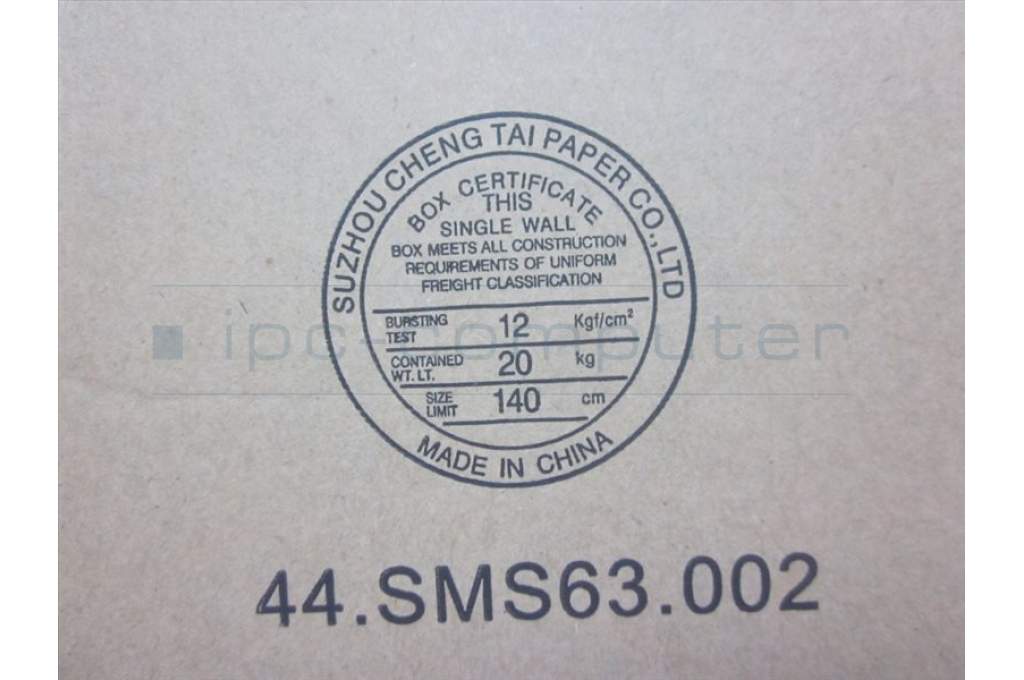 SUZHOU CHENG TAI PAPER CO.,LTD
BOX CERTIFICATE
THIS
SINGLE WALL
BOX MEETS ALL CONSTRUCTION
REQUIREMENTS OF UNIFORM
FREIGHT CLASSIFICATION
BURSTING TEST 12 Kgf/cm²
CONTAINED WT. LT. 20 kg
SIZE LIMIT 140 cm
MADE IN CHINA
ipc-computer
44.SMS63.002